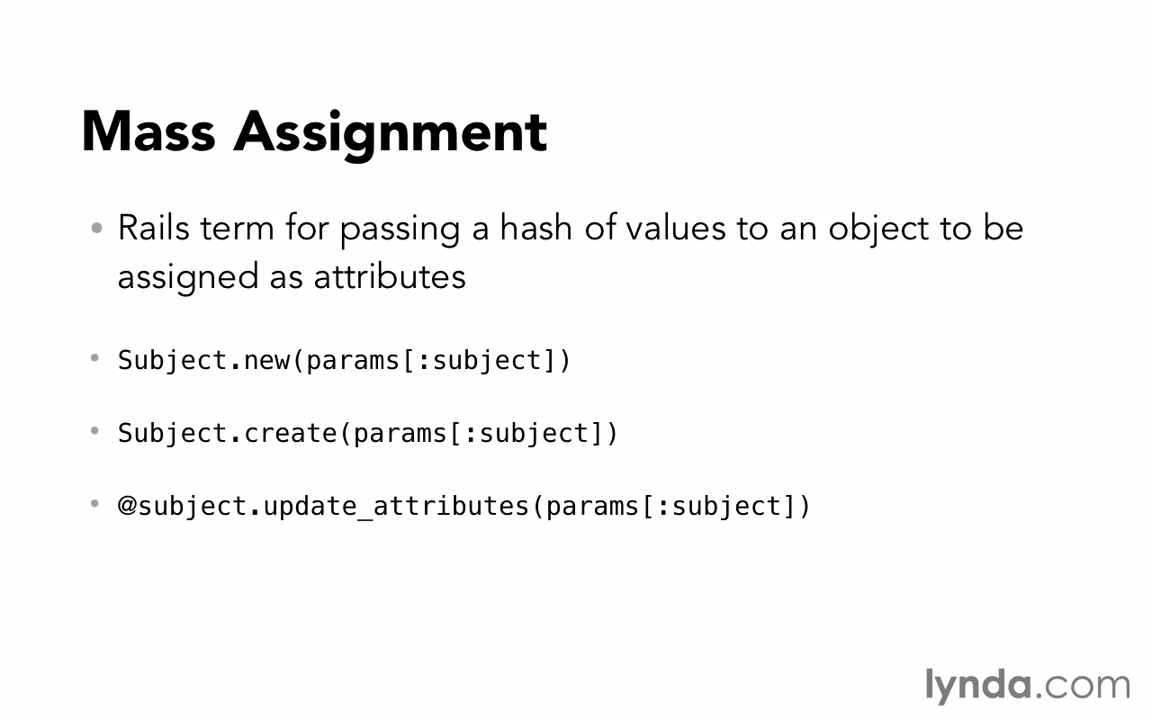 Mass Assignment
• Rails term for passing a hash of values to an object to be
assigned as attributes
• Subject.new(params[:subject])
• Subject.create(params[:subject])
• @subject.update_attributes(params[:subject])
lynda.com